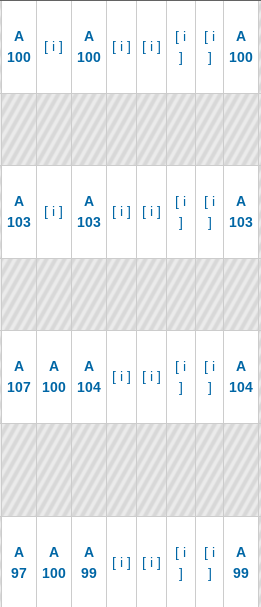 A 100 [ i ] A 100 [ i ] [ i ] [ i ] [ i ] A 100
A 103 [ i ] A 103 [ i ] [ i ] [ i ] [ i ] A 103
A 107 A 100 A 104 [ i ] [ i ] [ i ] [ i ] A 104
A 97 A 100 A 99 [ i ] [ i ] [ i ] [ i ] A 99